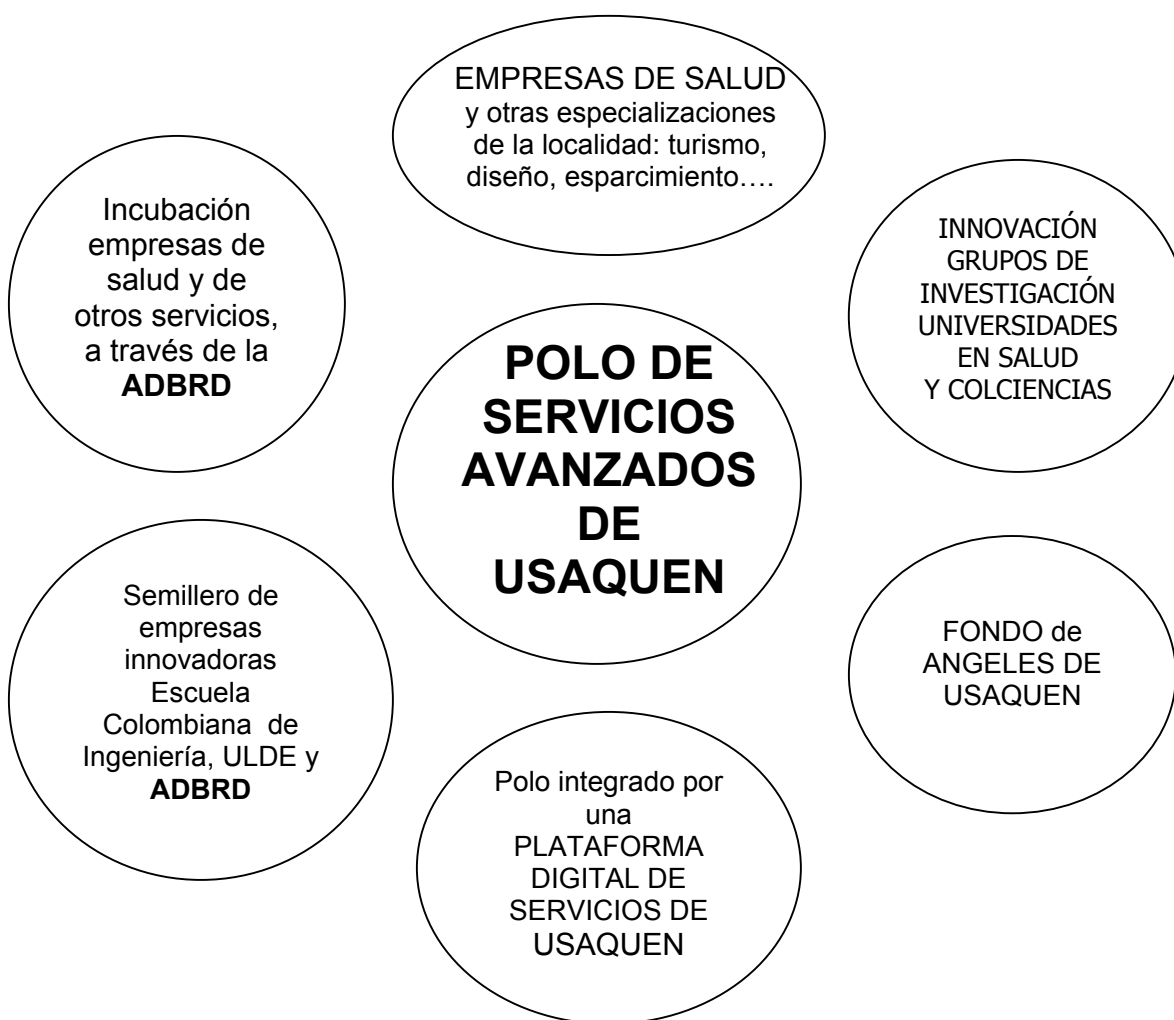 EMPRESAS DE SALUD
y otras especializaciones
de la localidad: turismo,
diseño, esparcimiento….
Incubación
empresas de
salud y de
otros servicios,
a través de la
ADBRD
INNOVACIÓN
GRUPOS DE
INVESTIGACIÓN
UNIVERSIDADES
EN SALUD
Y COLCIENCIAS
POLO DE
SERVICIOS
AVANZADOS
DE
USAQUEN
Semillero de
empresas
innovadoras
Escuela
Colombiana de
Ingeniería, ULDE y
ADBRD
FONDO de
ANGELES DE
USAQUEN
Polo integrado por
una
PLATAFORMA
DIGITAL DE
SERVICIOS DE
USAQUEN